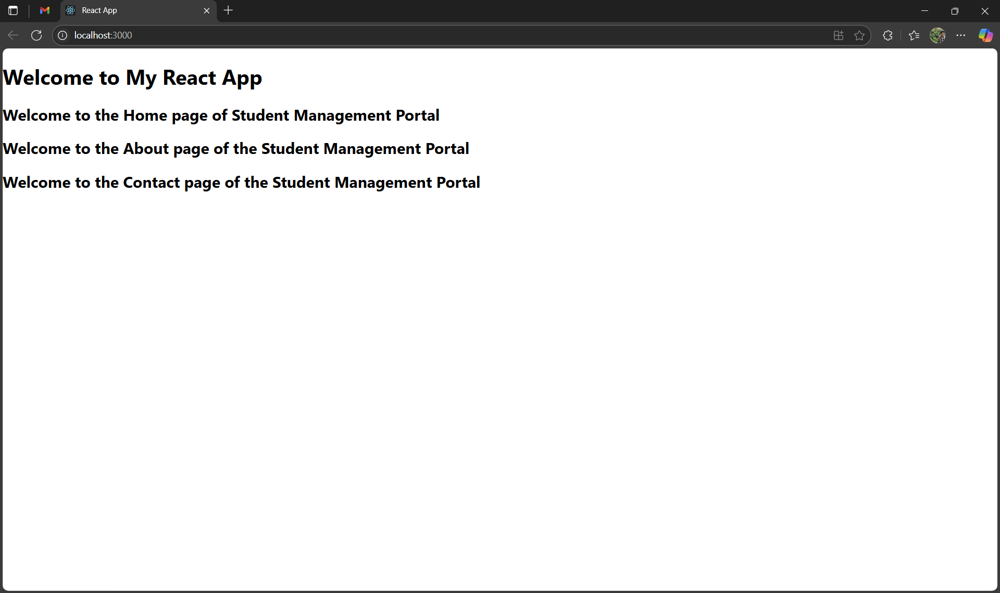 React App
localhost:3000
Welcome to My React App
Welcome to the Home page of Student Management Portal
Welcome to the About page of the Student Management Portal
Welcome to the Contact page of the Student Management Portal